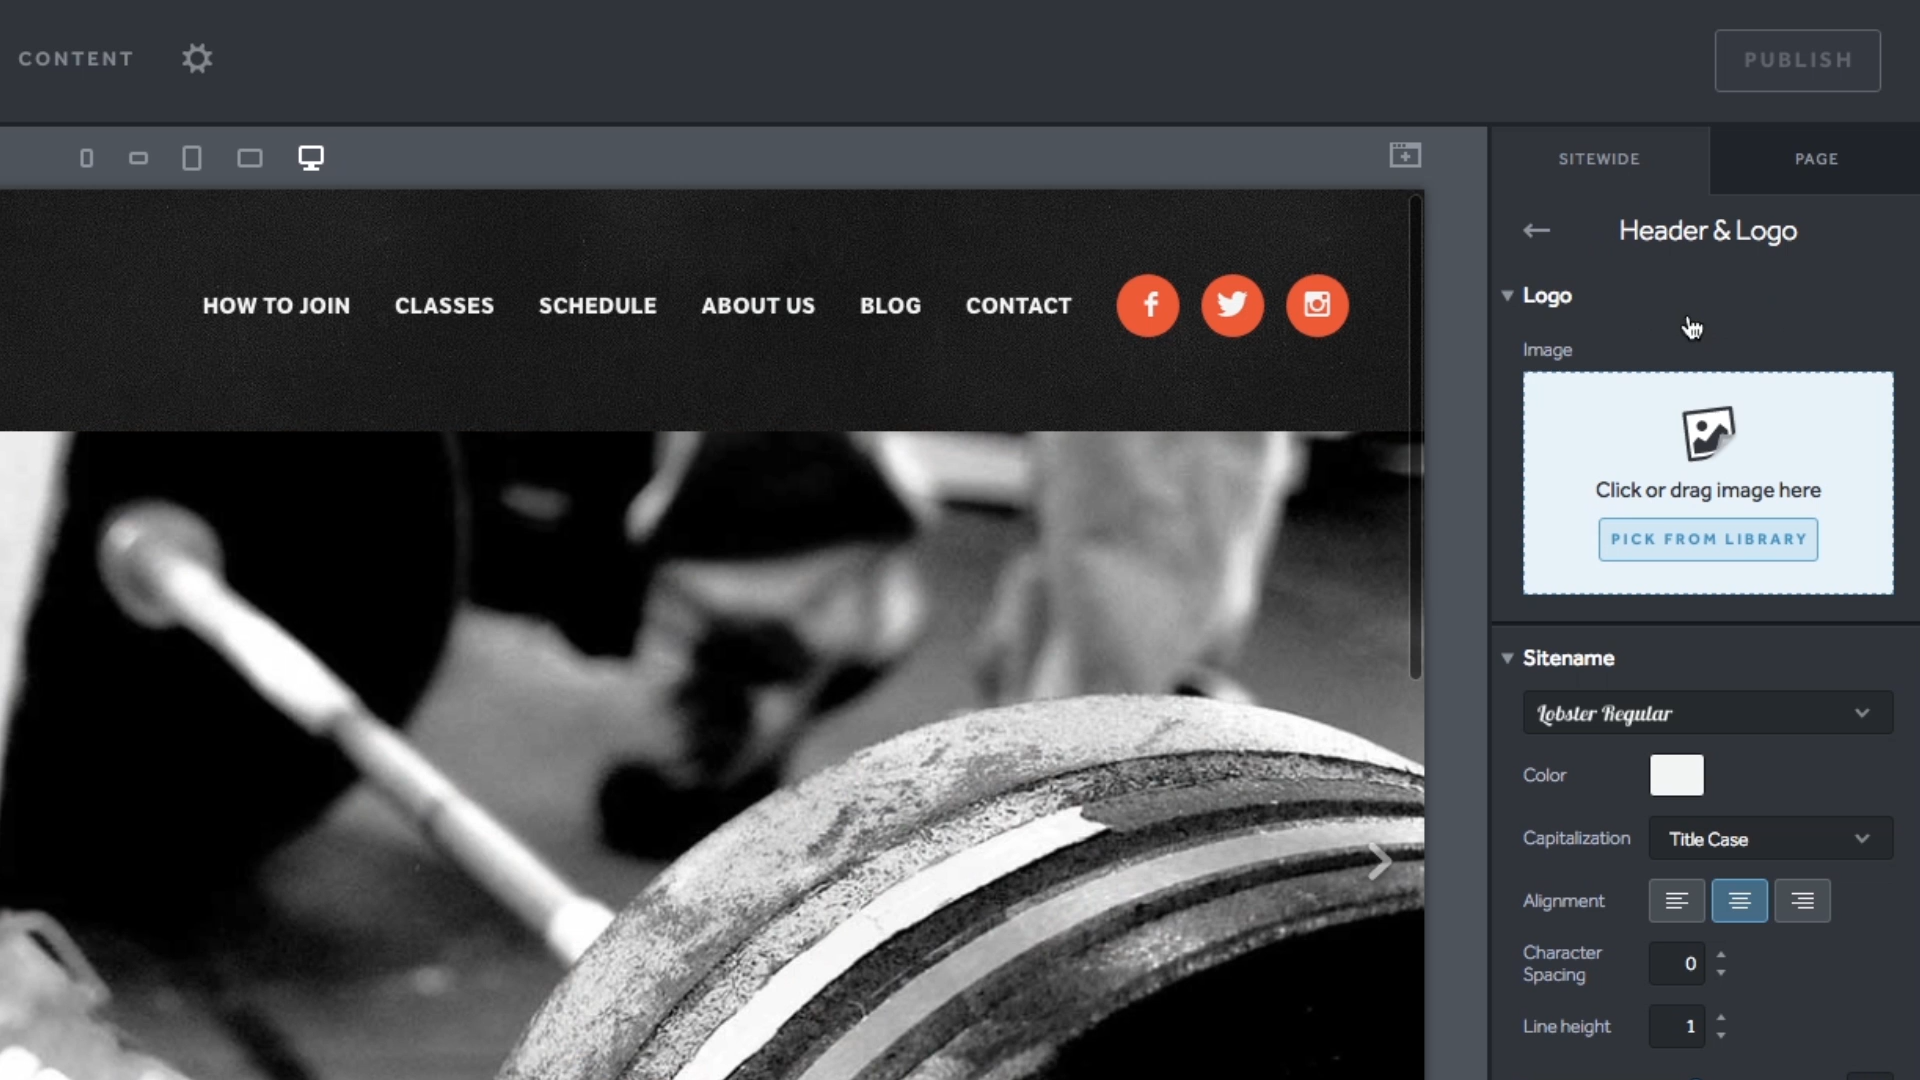 CONTENT
PUBLISH
SITEWIDE
PAGE
Header & Logo
HOW TO JOIN
CLASSES
SCHEDULE
ABOUT US
BLOG
CONTACT
Logo
Image
Click or drag image here
PICK FROM LIBRARY
Sitename
Lobster Regular
Color
Capitalization
Title Case
Alignment
Character
Spacing
0
Line height
1